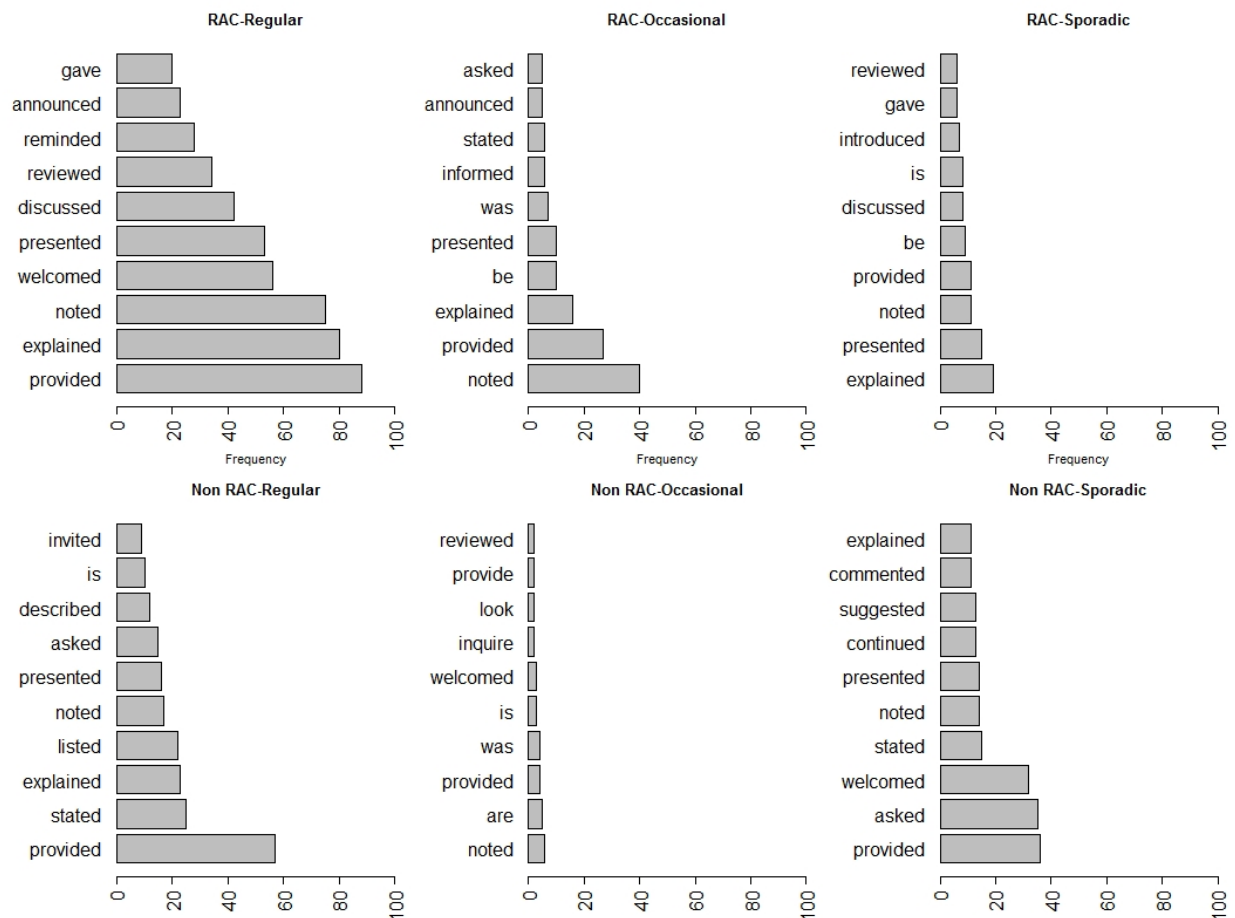 RAC-Regular
gave
announced
reminded
reviewed
discussed
presented
welcomed
noted
explained
provided
0 20 40 60 80 100
Frequency
RAC-Occasional
asked
announced
stated
informed
was
presented
be
explained
provided
noted
0 20 40 60 80 100
Frequency
RAC-Sporadic
reviewed
gave
introduced
is
discussed
be
provided
noted
presented
explained
0 20 40 60 80 100
Frequency
Non RAC-Regular
invited
is
described
asked
presented
noted
listed
explained
stated
provided
0 20 40 60 80 100
Non RAC-Occasional
reviewed
provide
look
inquire
welcomed
is
was
provided
are
noted
0 20 40 60 80 100
Non RAC-Sporadic
explained
commented
suggested
continued
presented
noted
stated
welcomed
asked
provided
0 20 40 60 80 100